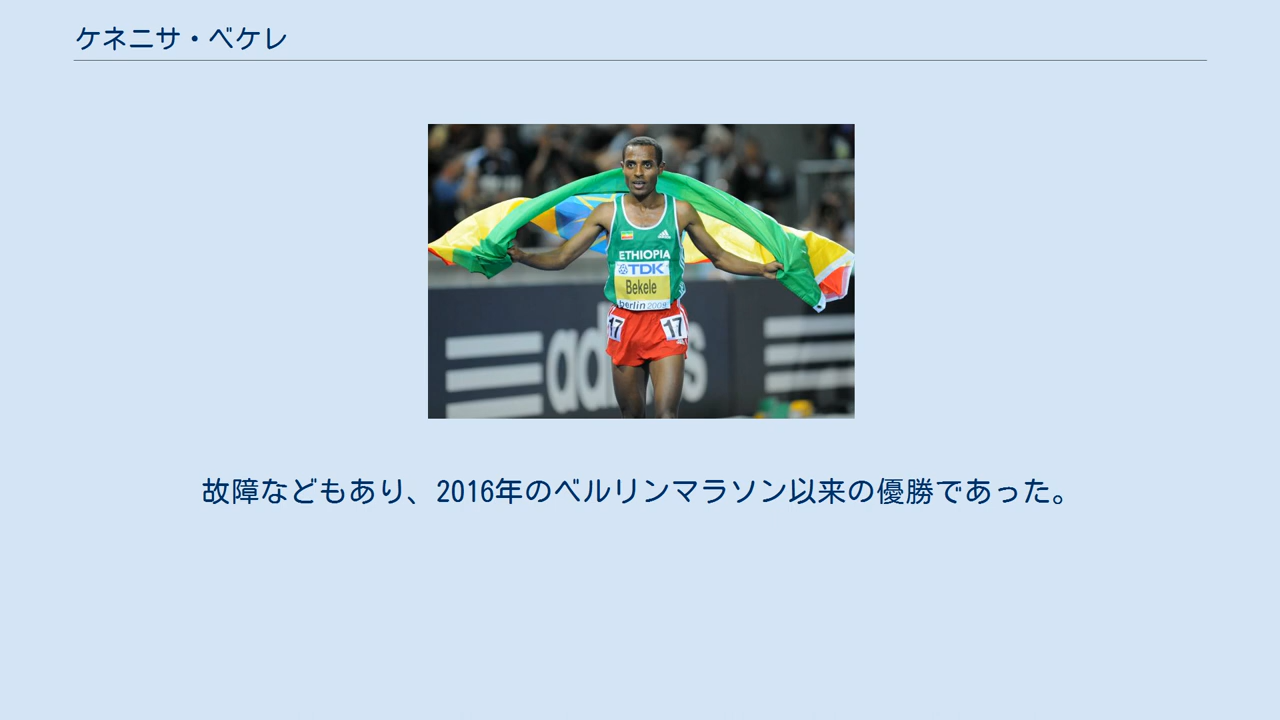 ケネニサ・ベケレ
ETHIOPIA
TDK
Bekele
berlin 2009
17
17
adidas
故障などもあり、2016年のベルリンマラソン以来の優勝であった。